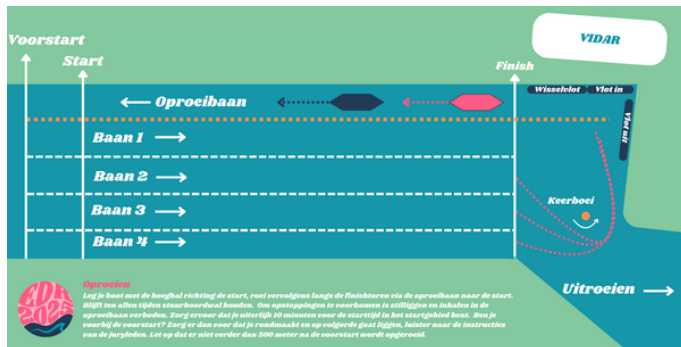 Voorstart
Start
Finish
VIDAR
Wisselvlot
Vlot in
Vlot uit
Oproeibaan
Baan 1
Baan 2
Baan 3
Baan 4
Keerboei
Uitroeien
MDR
2025
Oproeien
Leg je boot met de boeghal richting de start, roei vervolgens langs de finishtoren via de oproeibaan naar de start.
Blijft ten allen tijden stuurboordwal houden. Om opstoppingen te voorkomen is stilliggen en inhalen in de
oproeibaan verboden. Zorg ervoor dat je uiterlijk 10 minuten voor de starttijd in het startgebied bent. Ben je
voorbij de voorstart? Zorg er dan voor dat je rondmaakt en op volgorde gaat liggen, luister naar de instructies
van de juryleden. Let op dat er niet verder dan 500 meter na de voorstart wordt opgeroeid.